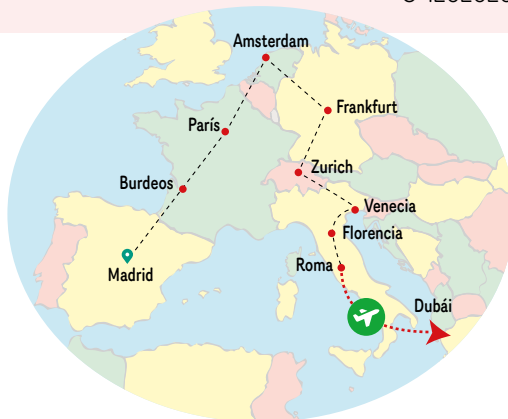 Amsterdam
Frankfurt
París
Zurich
Burdeos
Venecia
Florencia
Roma
Madrid
Dubái